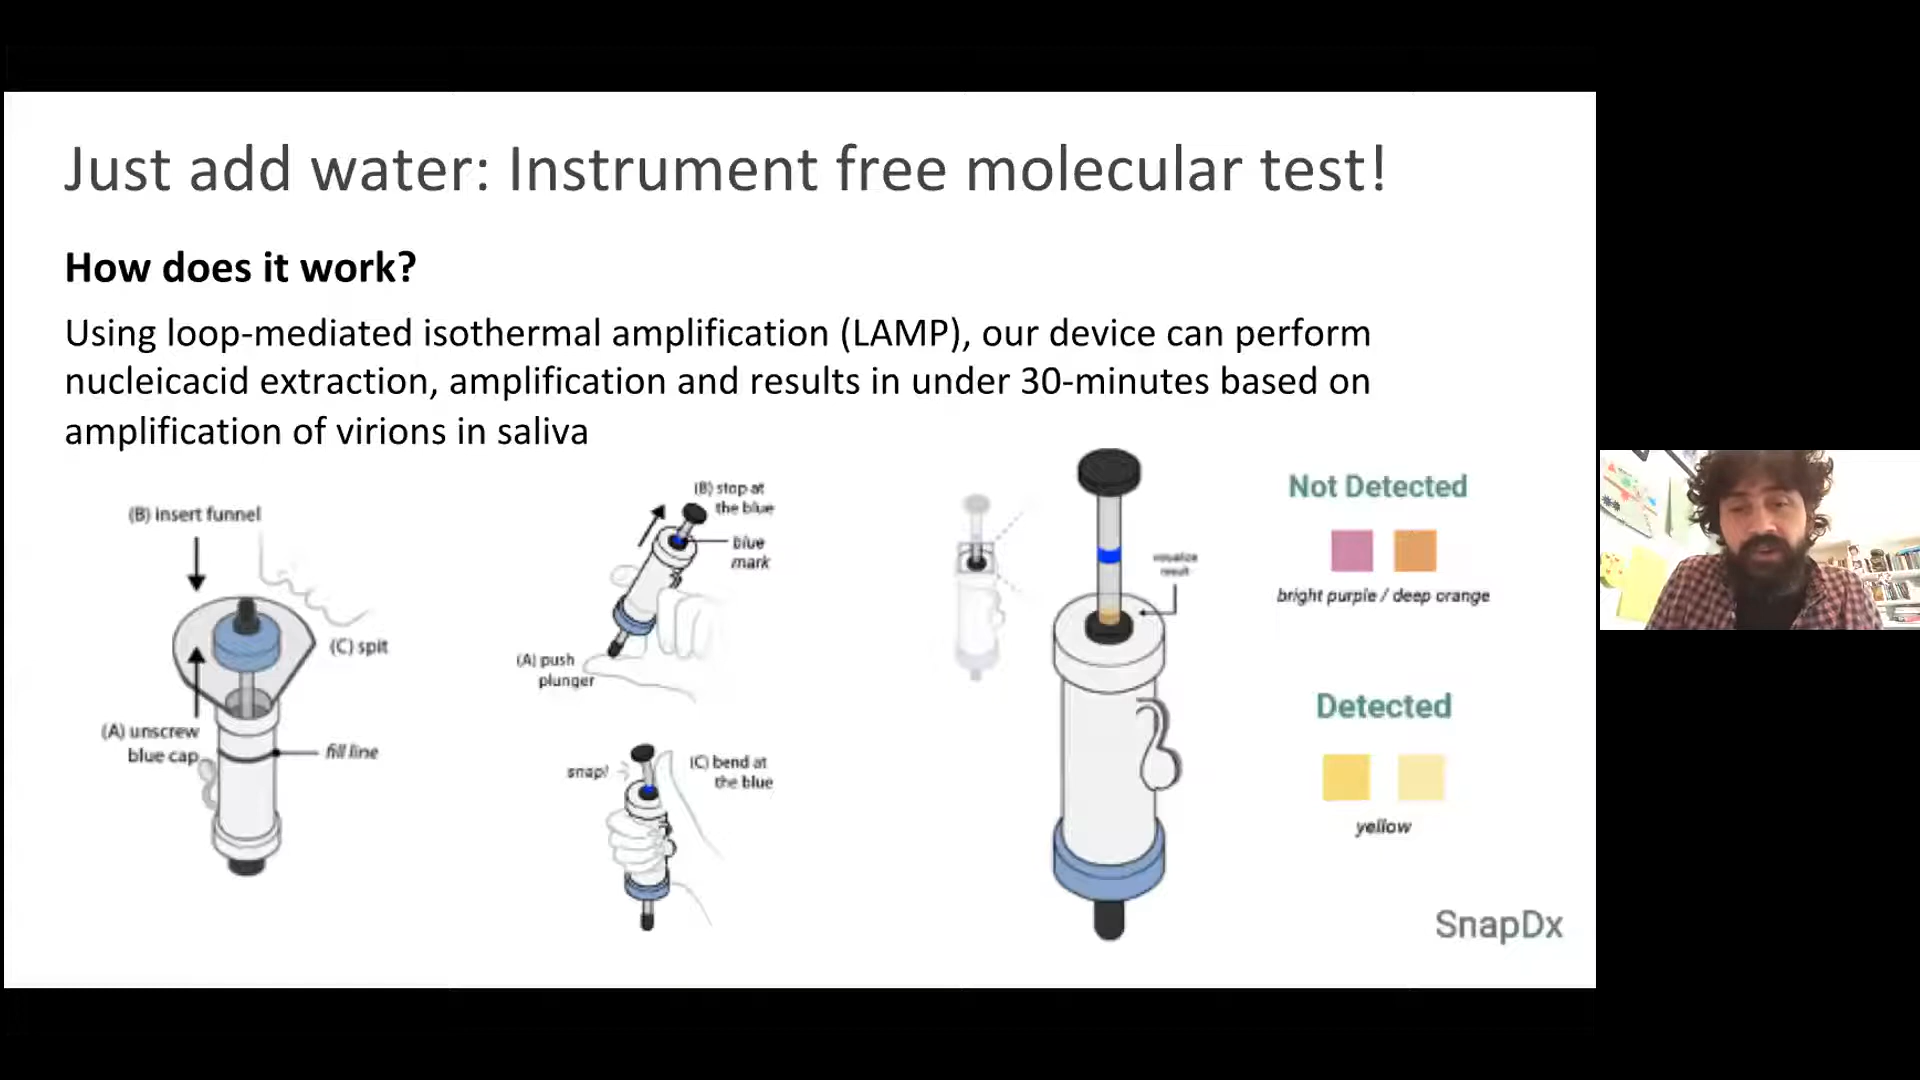 Just add water: Instrument free molecular test!
How does it work?
Using loop-mediated isothermal amplification (LAMP), our device can perform
nucleicacid extraction, amplification and results in under 30-minutes based on
amplification of virions in saliva
(B) insert funnel
(C) spit
(A) unscrew
blue cap
fill line
(B) stop at
the blue
blue
mark
(A) push
plunger
snap!
(C) bend at
the blue
visualize
result
Not Detected
bright purple / deep orange
Detected
yellow
SnapDx